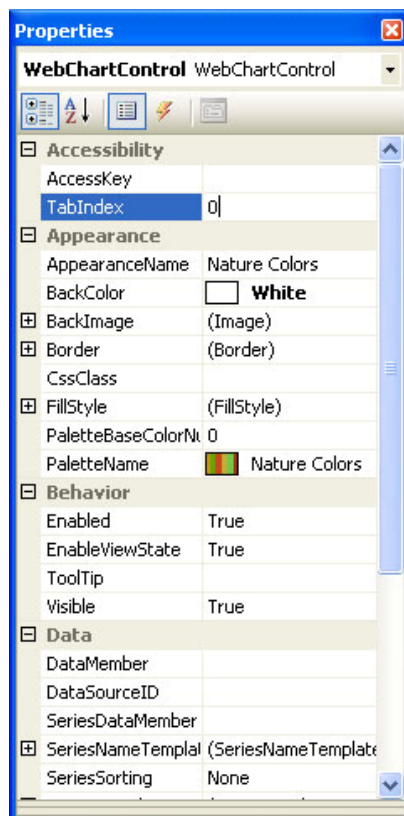 Properties
WebChartControl WebChartControl
A
Z
Accessibility
AccessKey
TabIndex 0
Appearance
AppearanceName Nature Colors
BackColor White
BackImage (Image)
Border (Border)
CssClass
FillStyle (FillStyle)
PaletteBaseColorNu 0
PaletteName Nature Colors
Behavior
Enabled True
EnableViewState True
ToolTip
Visible True
Data
DataMember
DataSourceID
SeriesDataMember
SeriesNameTemplat (SeriesNameTemplate
SeriesSorting None